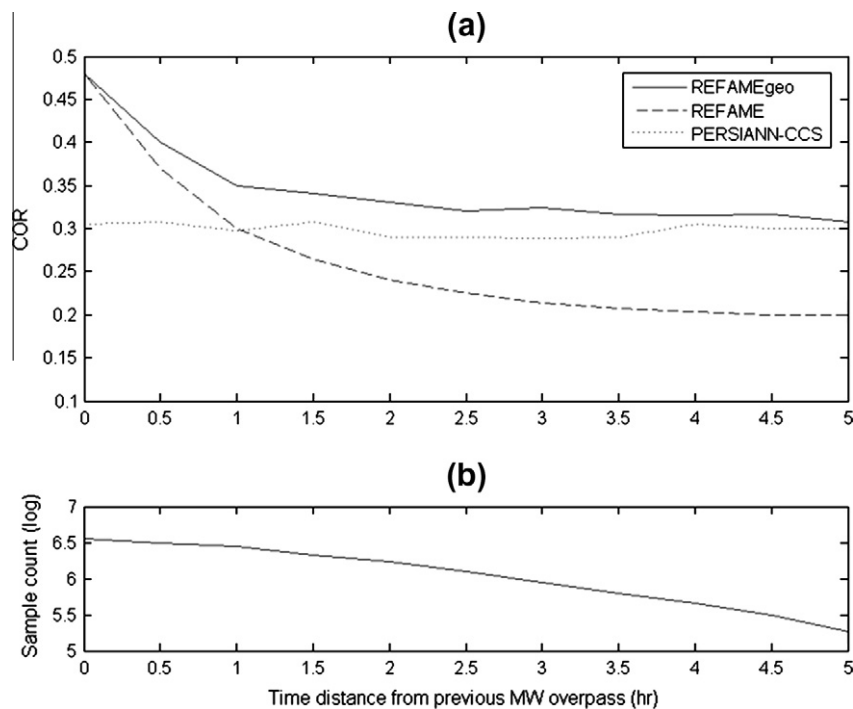 (a)
0.5
0.45
0.4
0.35
0.3
0.25
0.2
0.15
0.1
COR
REFAMEgeo
REFAME
PERSIANN-CCS
0 0.5 1 1.5 2 2.5 3 3.5 4 4.5 5
(b)
7
6.5
6
5.5
5
Sample count (log)
0 0.5 1 1.5 2 2.5 3 3.5 4 4.5 5
Time distance from previous MW overpass (hr)